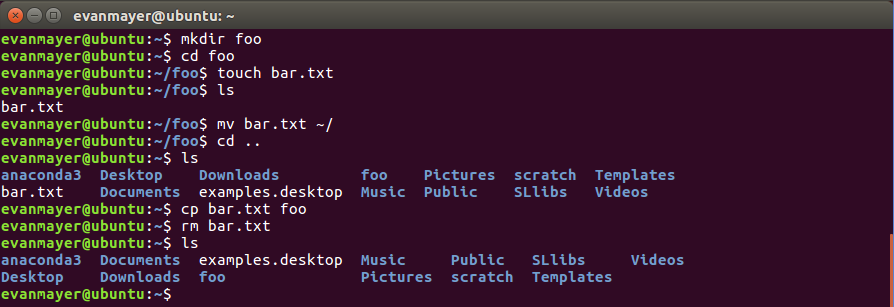 evanmayer@ubuntu: ~
evanmayer@ubuntu:~$ mkdir foo
evanmayer@ubuntu:~$ cd foo
evanmayer@ubuntu:~/foo$ touch bar.txt
evanmayer@ubuntu:~/foo$ ls
bar.txt
evanmayer@ubuntu:~/foo$ mv bar.txt ~/
evanmayer@ubuntu:~/foo$ cd ..
evanmayer@ubuntu:~$ ls
anaconda3  Desktop    Downloads         foo    Pictures  scratch  Templates
bar.txt    Documents  examples.desktop  Music  Public    SLlibs   Videos
evanmayer@ubuntu:~$ cp bar.txt foo
evanmayer@ubuntu:~$ rm bar.txt
evanmayer@ubuntu:~$ ls
anaconda3  Documents  examples.desktop  Music     Public   SLlibs     Videos
Desktop    Downloads  foo               Pictures  scratch  Templates
evanmayer@ubuntu:~$